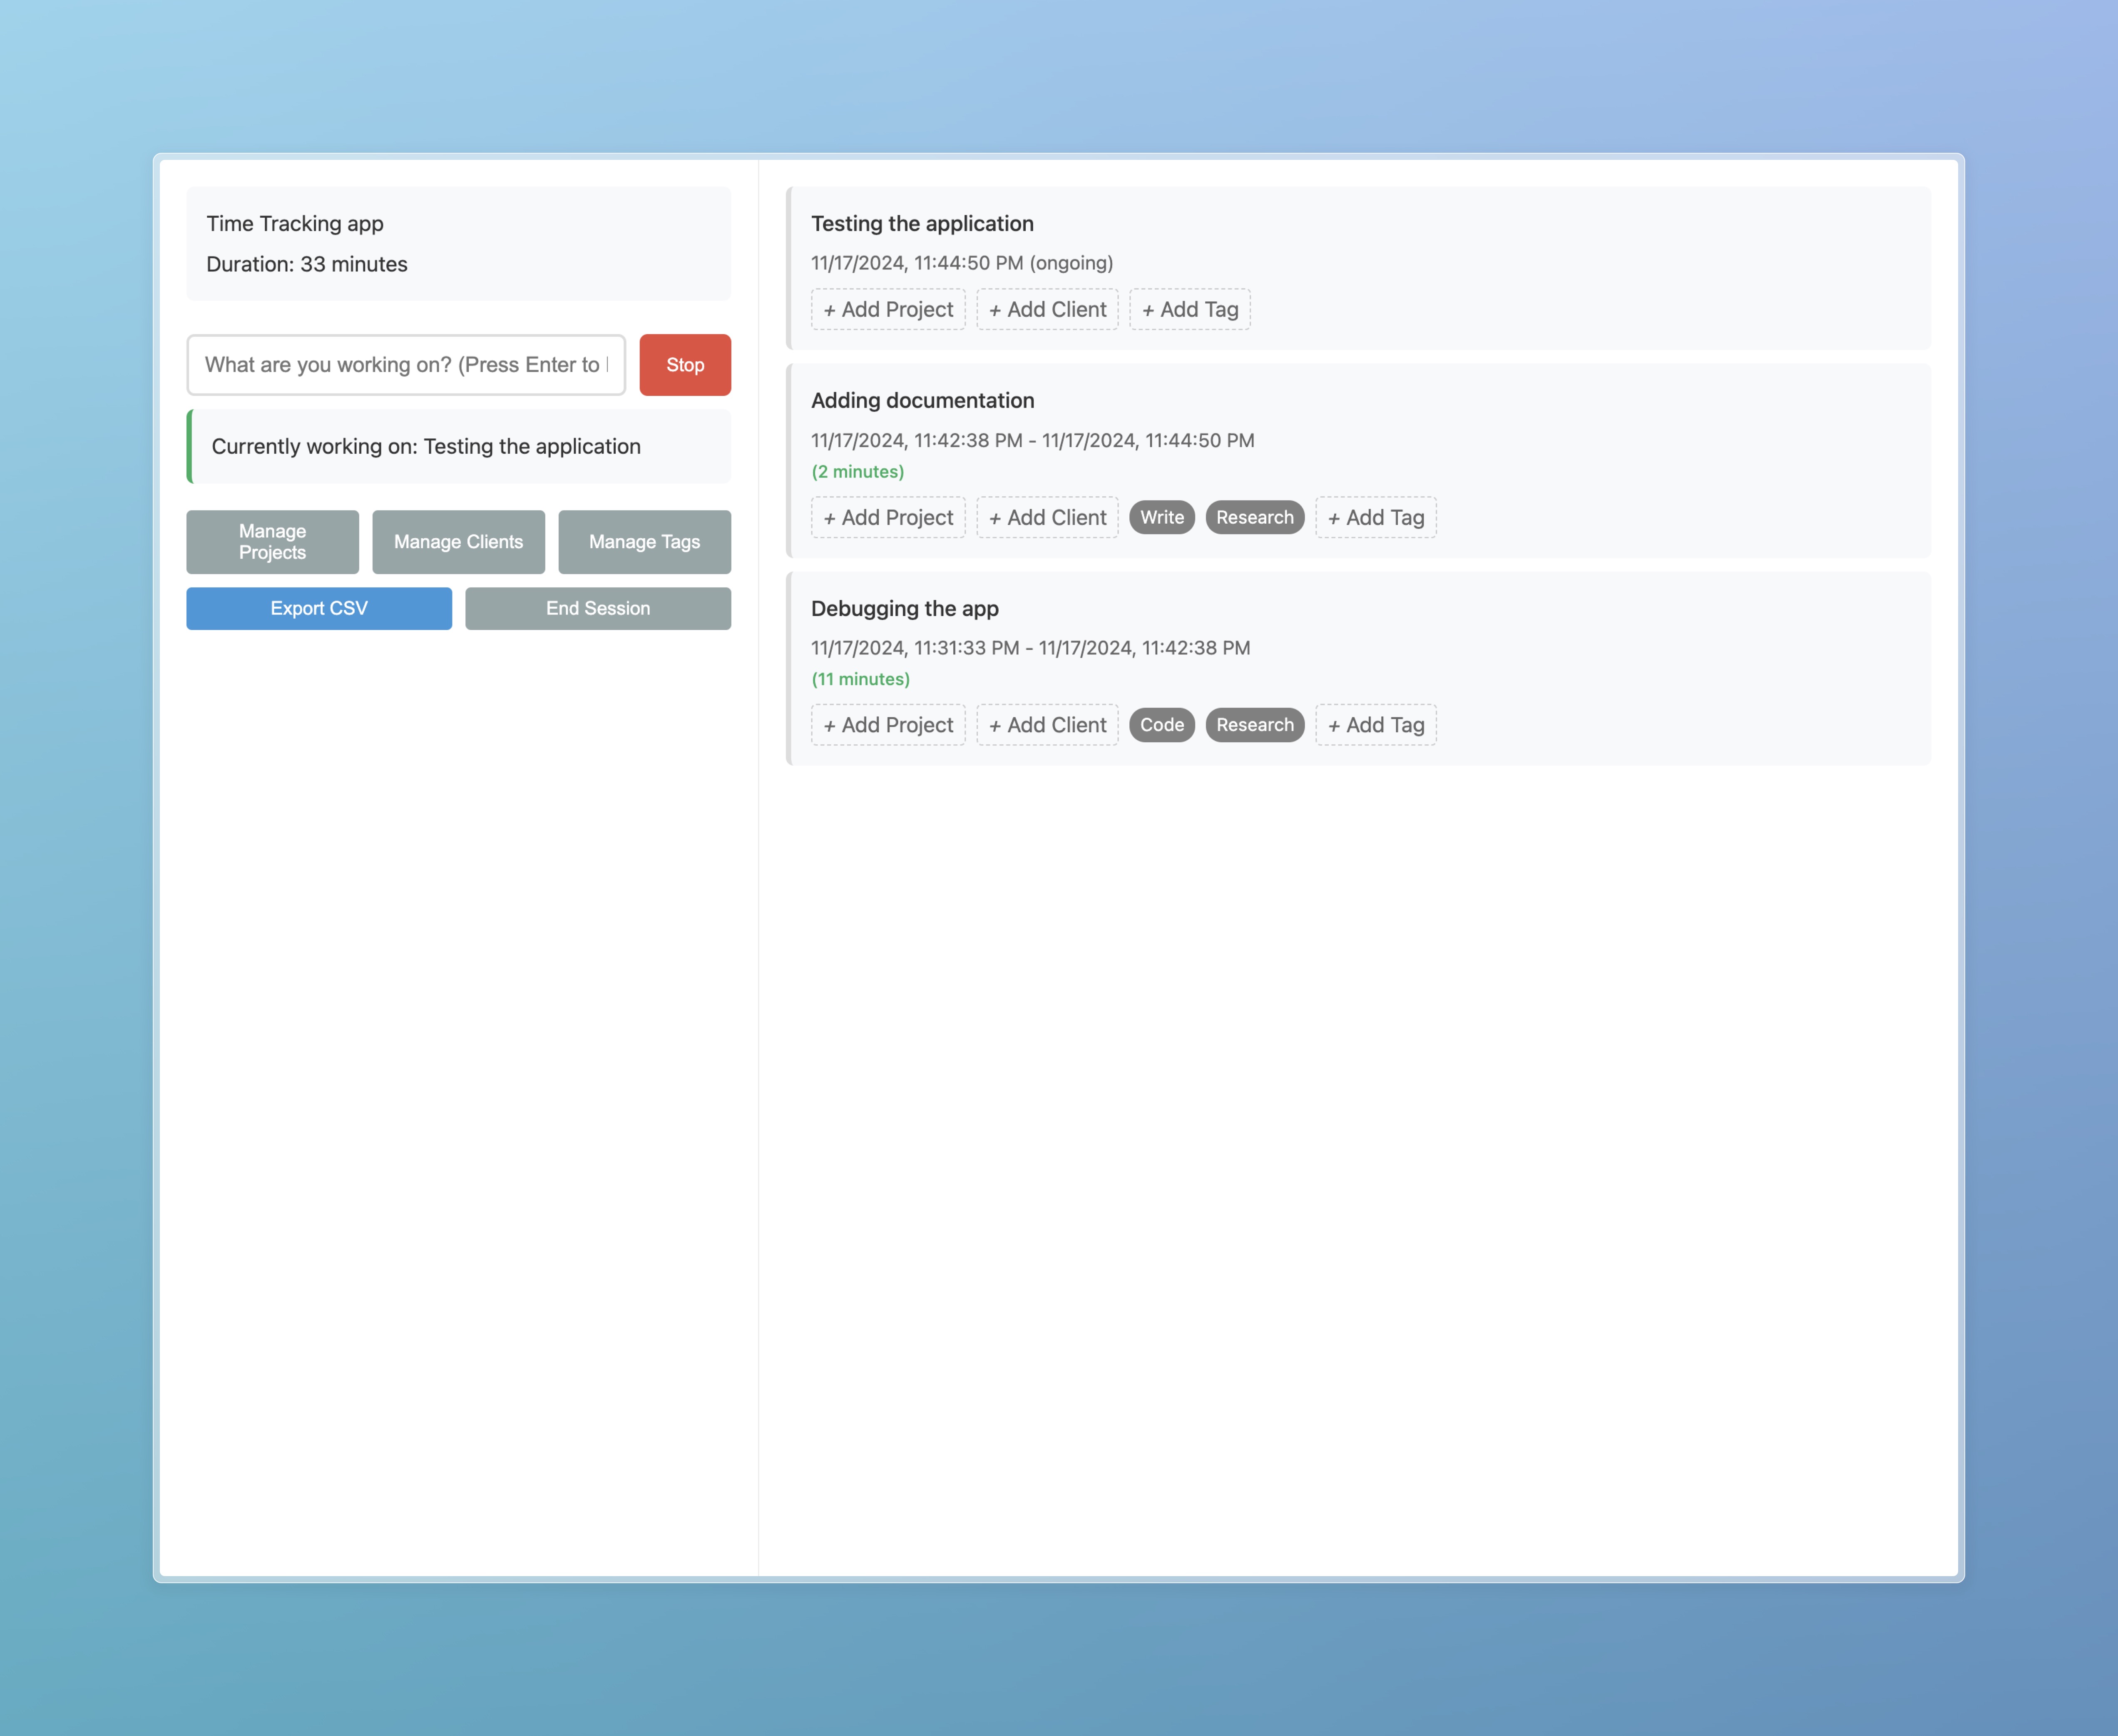 Time Tracking app
Duration: 33 minutes
What are you working on? (Press Enter to
Stop
Currently working on: Testing the application
Manage
Projects
Manage Clients
Manage Tags
Export CSV
End Session
Testing the application
11/17/2024, 11:44:50 PM (ongoing)
+ Add Project + Add Client + Add Tag
Adding documentation
11/17/2024, 11:42:38 PM - 11/17/2024, 11:44:50 PM
(2 minutes)
+ Add Project + Add Client Write Research + Add Tag
Debugging the app
11/17/2024, 11:31:33 PM - 11/17/2024, 11:42:38 PM
(11 minutes)
+ Add Project + Add Client Code Research + Add Tag